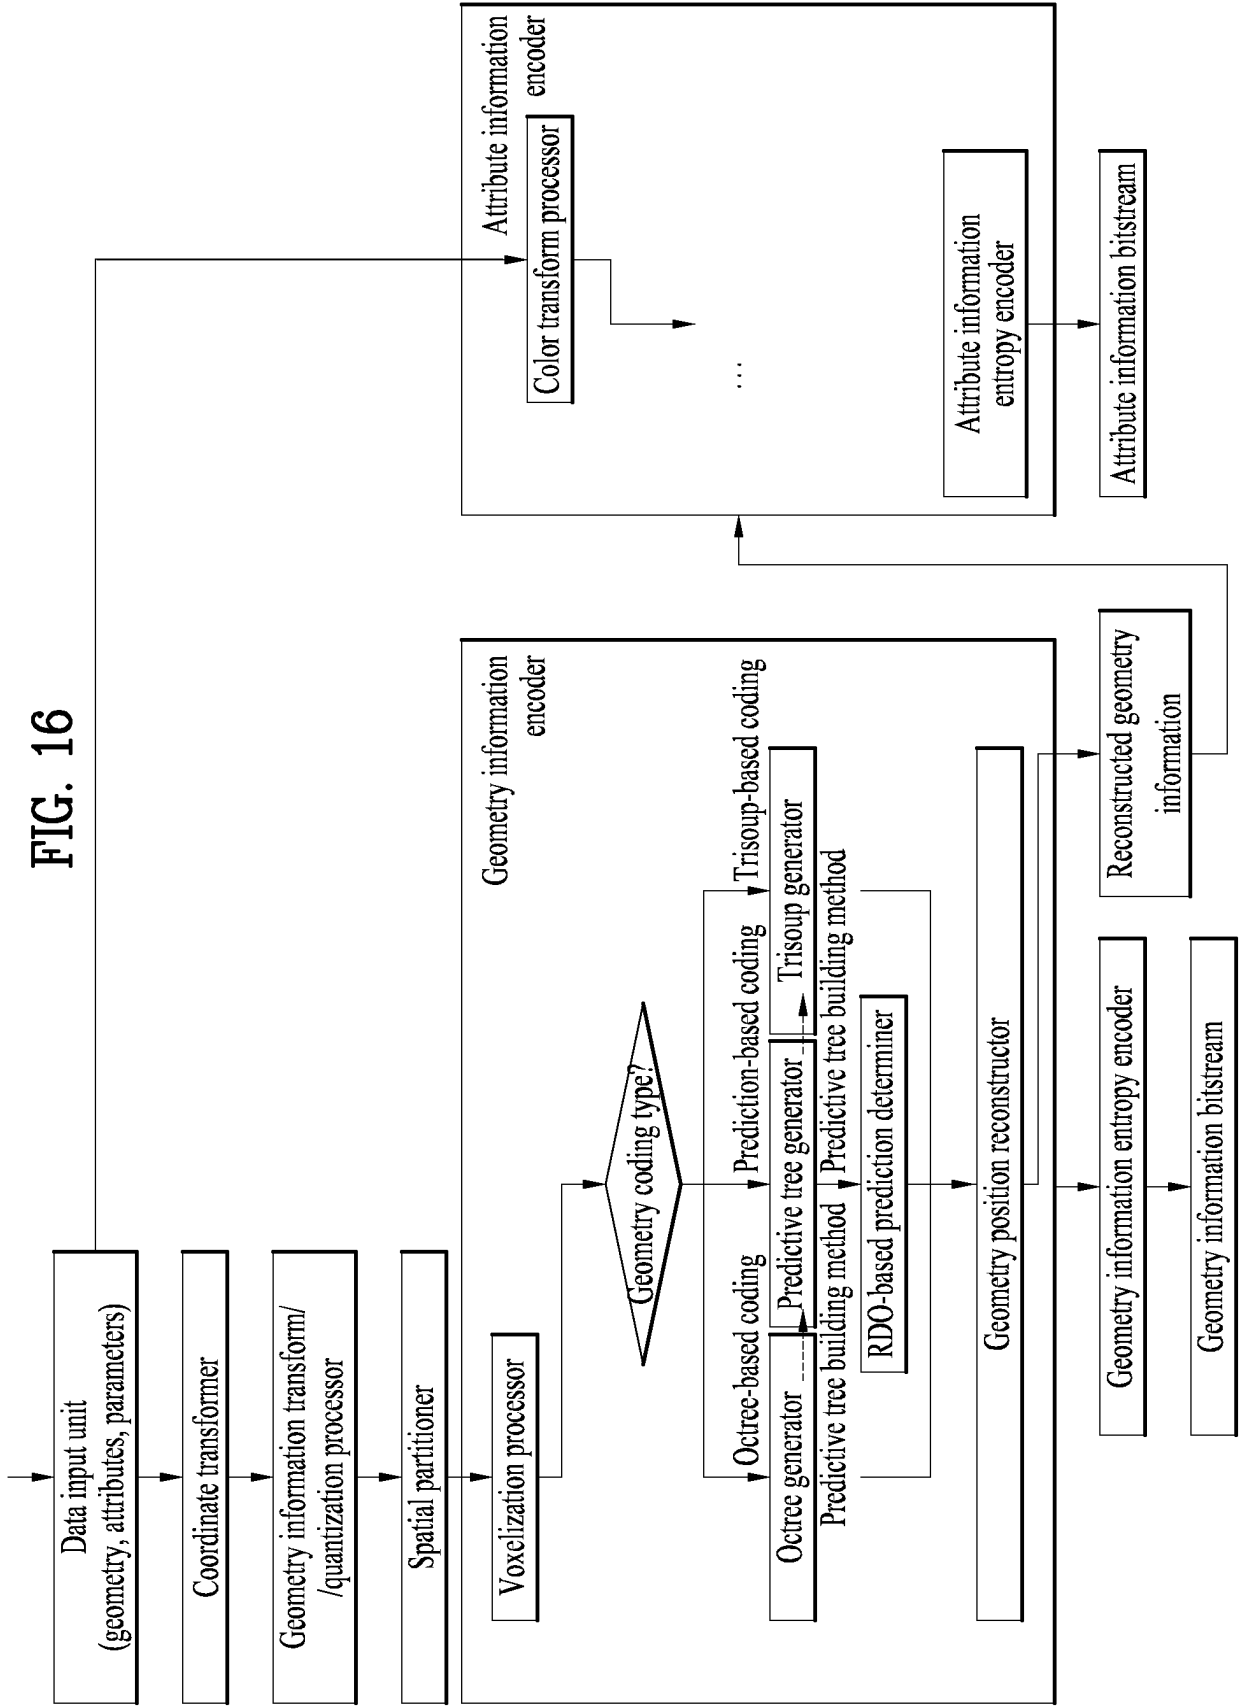 FIG. 16
Data input unit
(geometry, attributes, parameters)
Coordinate transformer
Geometry information transform/
/quantization processor
Spatial partitioner
Geometry information
encoder
Voxelization processor
Geometry coding type?
Octree-based coding
Prediction-based coding
Trisoup-based coding
Octree generator
Predictive tree generator
Trisoup generator
Predictive tree building method
Predictive tree building method
RDO-based prediction determiner
Geometry position reconstructor
Geometry information entropy encoder
Geometry information bitstream
Reconstructed geometry
information
Attribute information
encoder
Color transform processor
...
Attribute information
entropy encoder
Attribute information bitstream